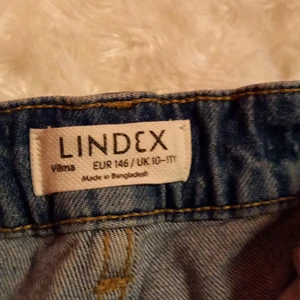 LINDEX
Vilma
EUR 146 / UK 10-11Y
Made in Bangladesh